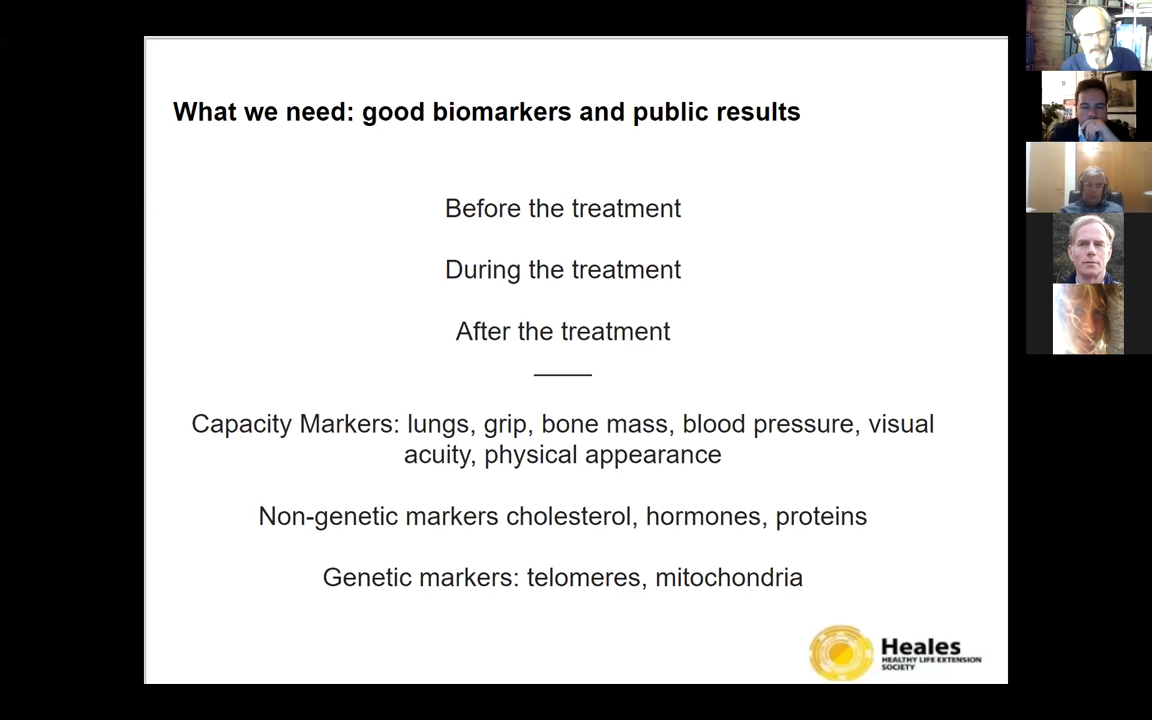 What we need: good biomarkers and public results
Before the treatment
During the treatment
After the treatment
Capacity Markers: lungs, grip, bone mass, blood pressure, visual
acuity, physical appearance
Non-genetic markers cholesterol, hormones, proteins
Genetic markers: telomeres, mitochondria
Heales
HEALTHY LIFE EXTENSION
SOCIETY